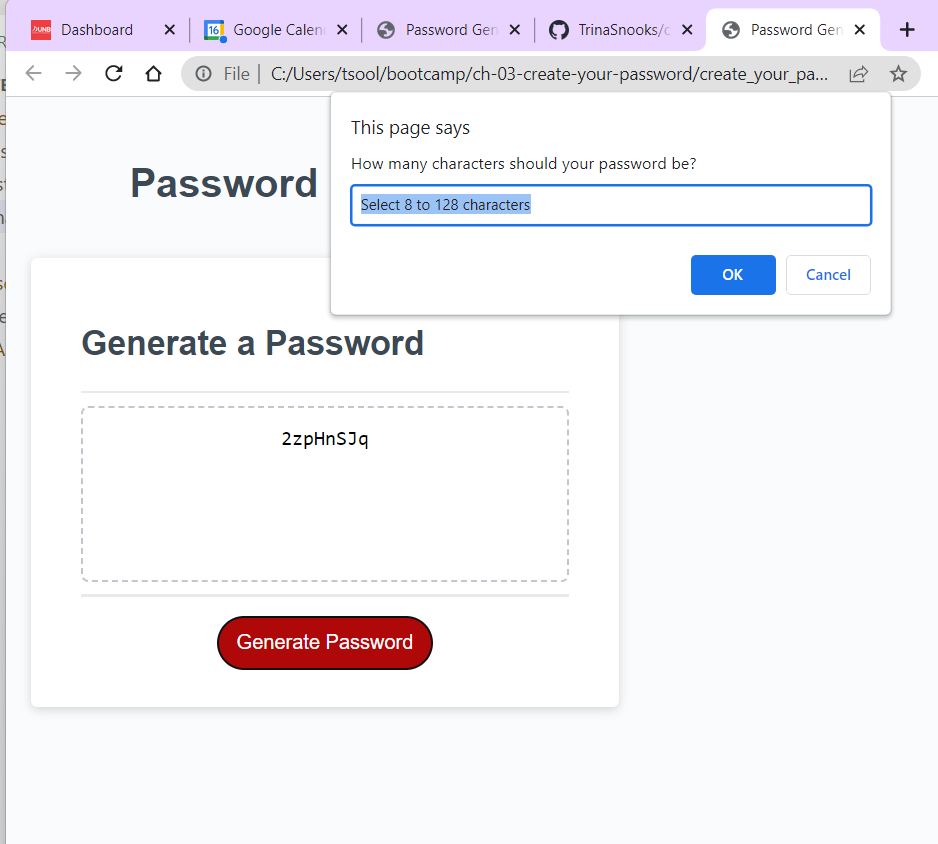 Dashboard
Google Calen
Password Gen
TrinaSnooks/c
Password Gen
File | C:/Users/tsool/bootcamp/ch-03-create-your-password/create_your_pa...
This page says
How many characters should your password be?
Select 8 to 128 characters
OK Cancel
Password
Generate a Password
2zpHnSJq
Generate Password